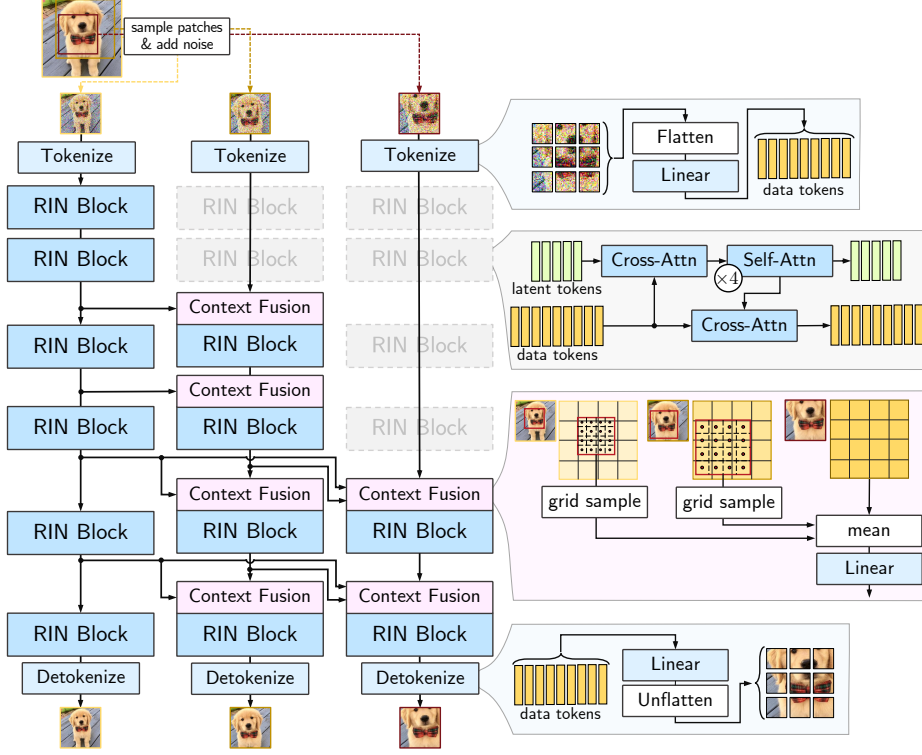 sample patches
& add noise
Tokenize
Tokenize
Tokenize
Flatten
Linear
data tokens
RIN Block
RIN Block
RIN Block
RIN Block
RIN Block
RIN Block
latent tokens
Cross-Attn
×4
Self-Attn
Cross-Attn
data tokens
Context Fusion
RIN Block
RIN Block
RIN Block
Context Fusion
RIN Block
RIN Block
RIN Block
grid sample
grid sample
mean
Linear
Context Fusion
Context Fusion
RIN Block
RIN Block
RIN Block
Context Fusion
Context Fusion
RIN Block
RIN Block
RIN Block
Detokenize
Detokenize
Detokenize
data tokens
Linear
Unflatten